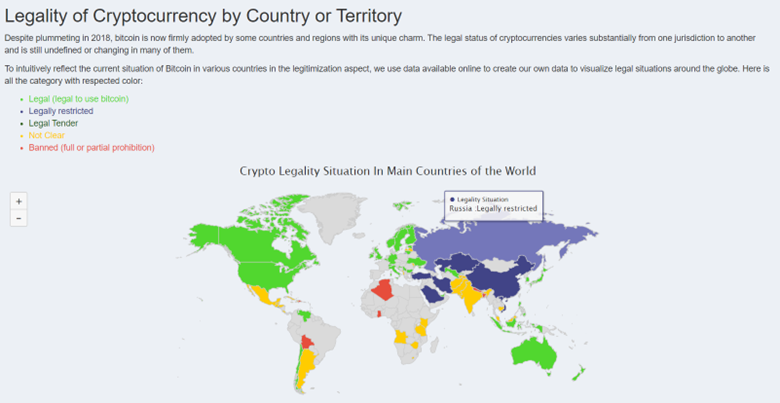 Legality of Cryptocurrency by Country or Territory
Despite plummeting in 2018, bitcoin is now firmly adopted by some countries and regions with its unique charm. The legal status of cryptocurrencies varies substantially from one jurisdiction to another
and is still undefined or changing in many of them.
To intuitively reflect the current situation of Bitcoin in various countries in the legitimization aspect, we use data available online to create our own data to visualize legal situations around the globe. Here is
all the category with respected color:
• Legal (legal to use bitcoin)
• Legally restricted
• Legal Tender
• Not Clear
• Banned (full or partial prohibition)
Crypto Legality Situation In Main Countries of the World
+
−
● Legality Situation
Russia :Legally restricted